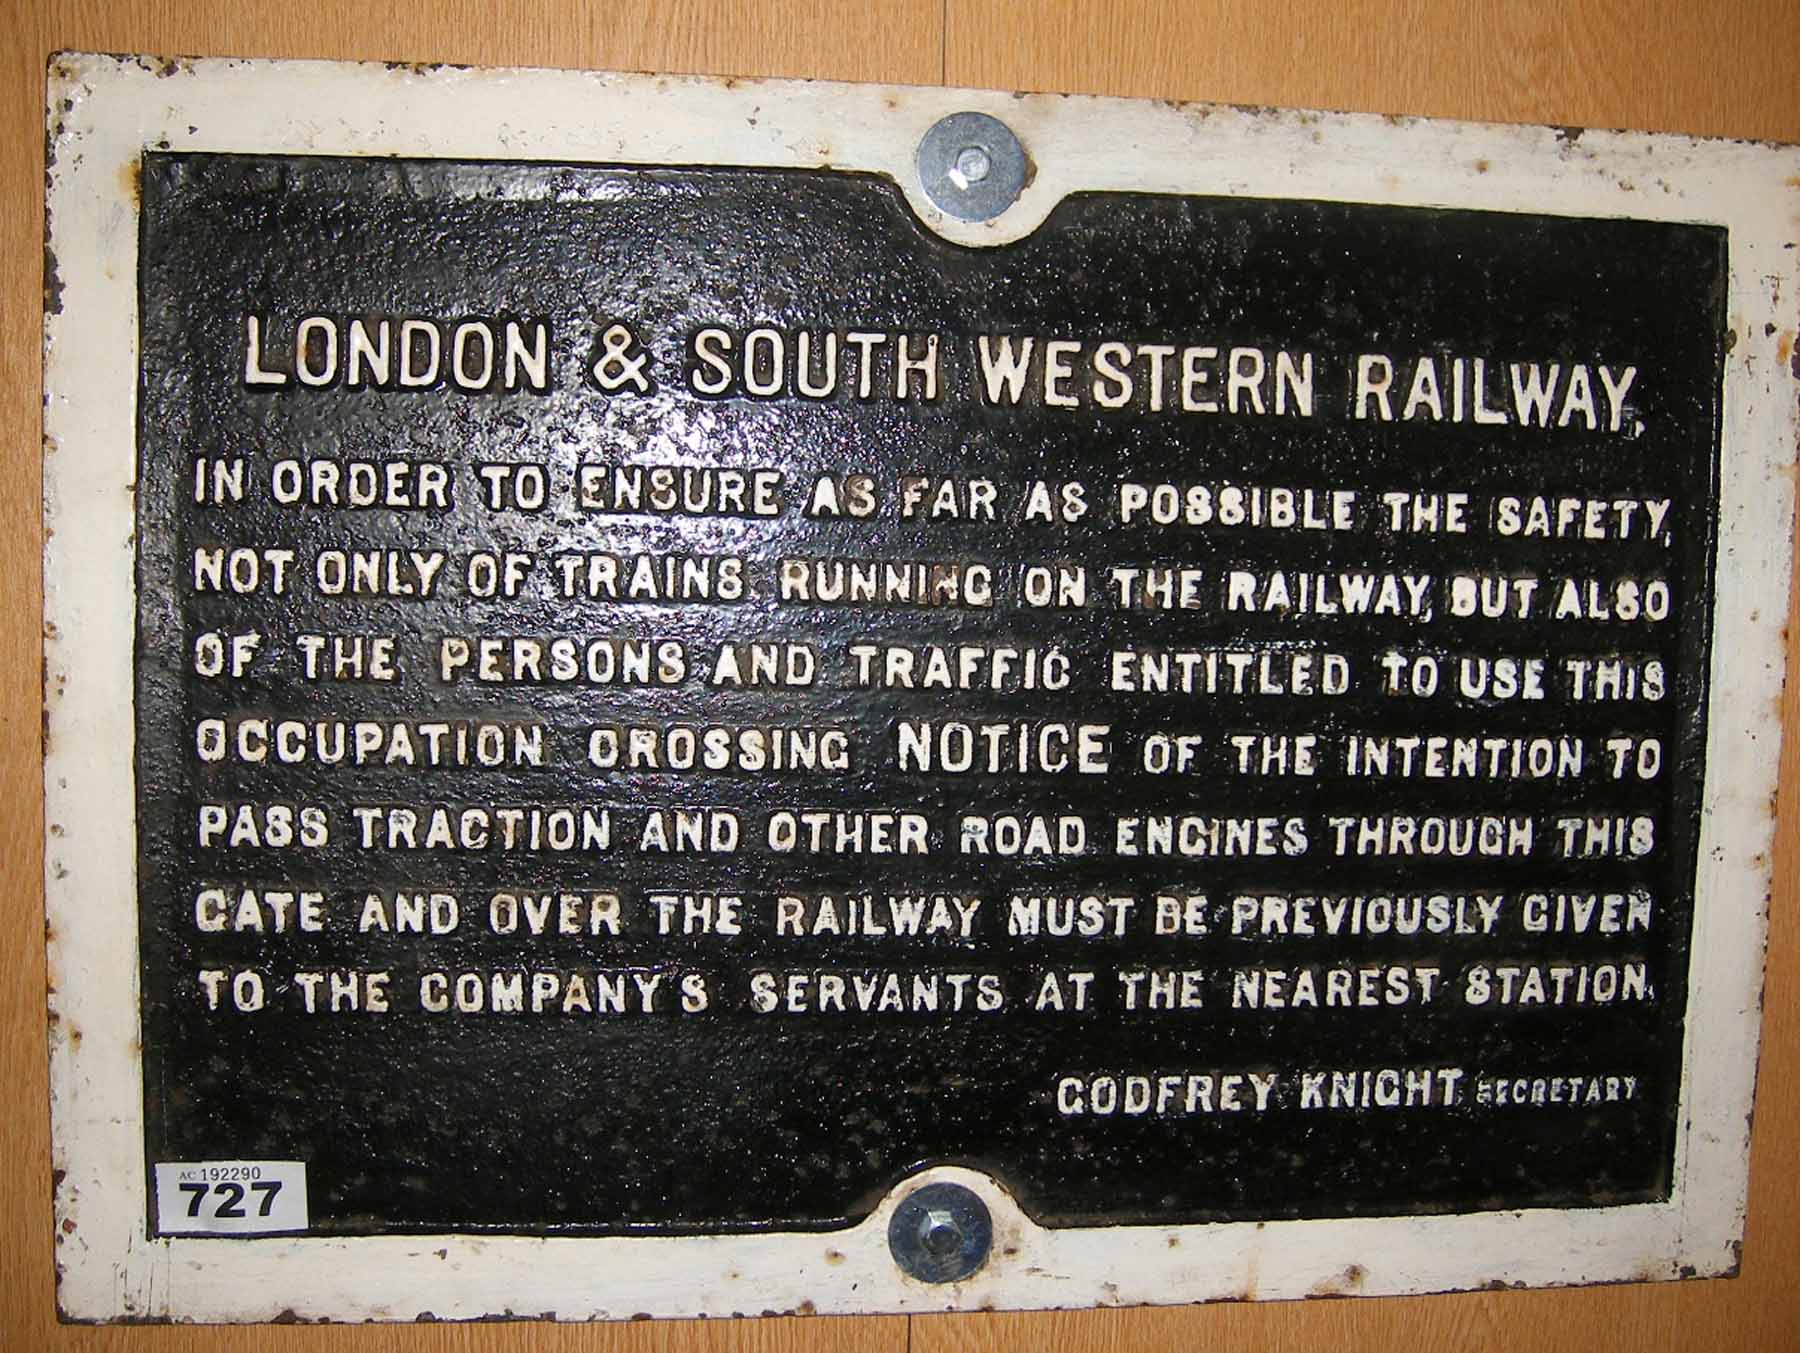 LONDON & SOUTH WESTERN RAILWAY,
IN ORDER TO ENSURE AS FAR AS POSSIBLE THE SAFETY,
NOT ONLY OF TRAINS RUNNING ON THE RAILWAY, BUT ALSO
OF THE PERSONS AND TRAFFIC ENTITLED TO USE THIS
OCCUPATION CROSSING NOTICE OF THE INTENTION TO
PASS TRACTION AND OTHER ROAD ENGINES THROUGH THIS
GATE AND OVER THE RAILWAY MUST BE PREVIOUSLY GIVEN
TO THE COMPANY'S SERVANTS AT THE NEAREST STATION.
GODFREY KNIGHT SECRETARY
AC 192290
727